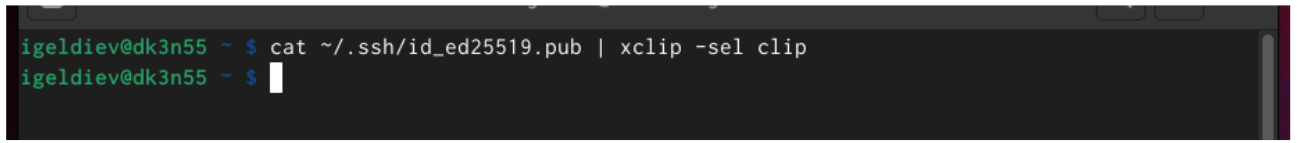 igeldiev@dk3n55 ~ $ cat ~/.ssh/id_ed25519.pub | xclip -sel clip
igeldiev@dk3n55 ~ $